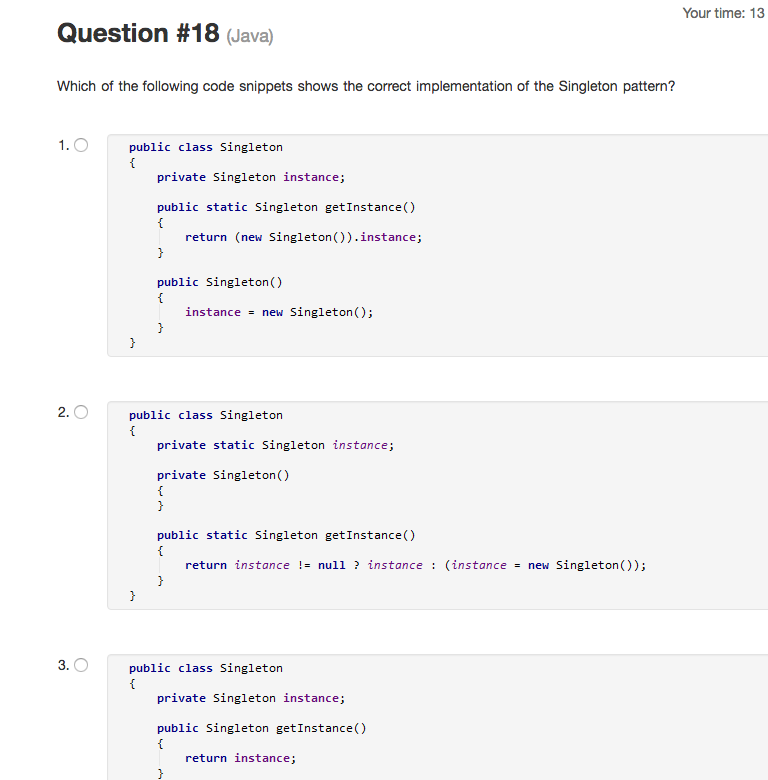 Your time: 13
Question #18 (Java)
Which of the following code snippets shows the correct implementation of the Singleton pattern?
1.
public class Singleton
{
    private Singleton instance;
    public static Singleton getInstance()
    {
        return (new Singleton()).instance;
    }
    public Singleton()
    {
        instance = new Singleton();
    }
}
2.
public class Singleton
{
    private static Singleton instance;
    private Singleton()
    {
    }
    public static Singleton getInstance()
    {
        return instance != null ? instance : (instance = new Singleton());
    }
}
3.
public class Singleton
{
    private Singleton instance;
    public Singleton getInstance()
    {
        return instance;
    }